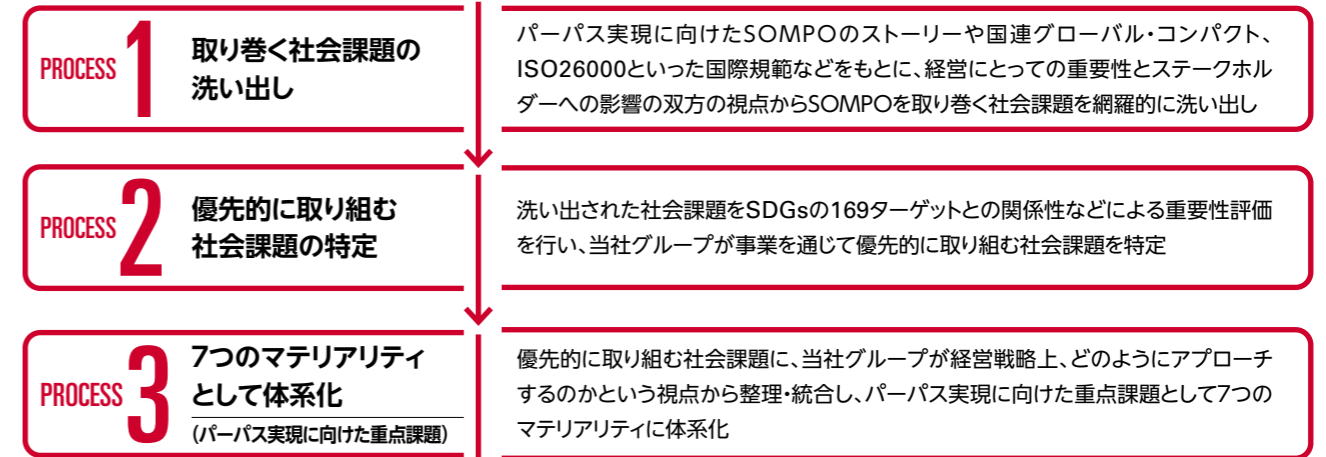 PROCESS 1
取り巻く社会課題の
洗い出し
パーパス実現に向けたSOMPOのストーリーや国連グローバル・コンパクト、
ISO26000といった国際規範などをもとに、経営にとっての重要性とステークホル
ダーへの影響の双方の視点からSOMPOを取り巻く社会課題を網羅的に洗い出し
PROCESS 2
優先的に取り組む
社会課題の特定
洗い出された社会課題をSDGsの169ターゲットとの関係性などによる重要性評価
を行い、当社グループが事業を通じて優先的に取り組む社会課題を特定
PROCESS 3
7つのマテリアリティ
として体系化
(パーパス実現に向けた重点課題)
優先的に取り組む社会課題に、当社グループが経営戦略上、どのようにアプローチ
するのかという視点から整理・統合し、パーパス実現に向けた重点課題として7つの
マテリアリティに体系化